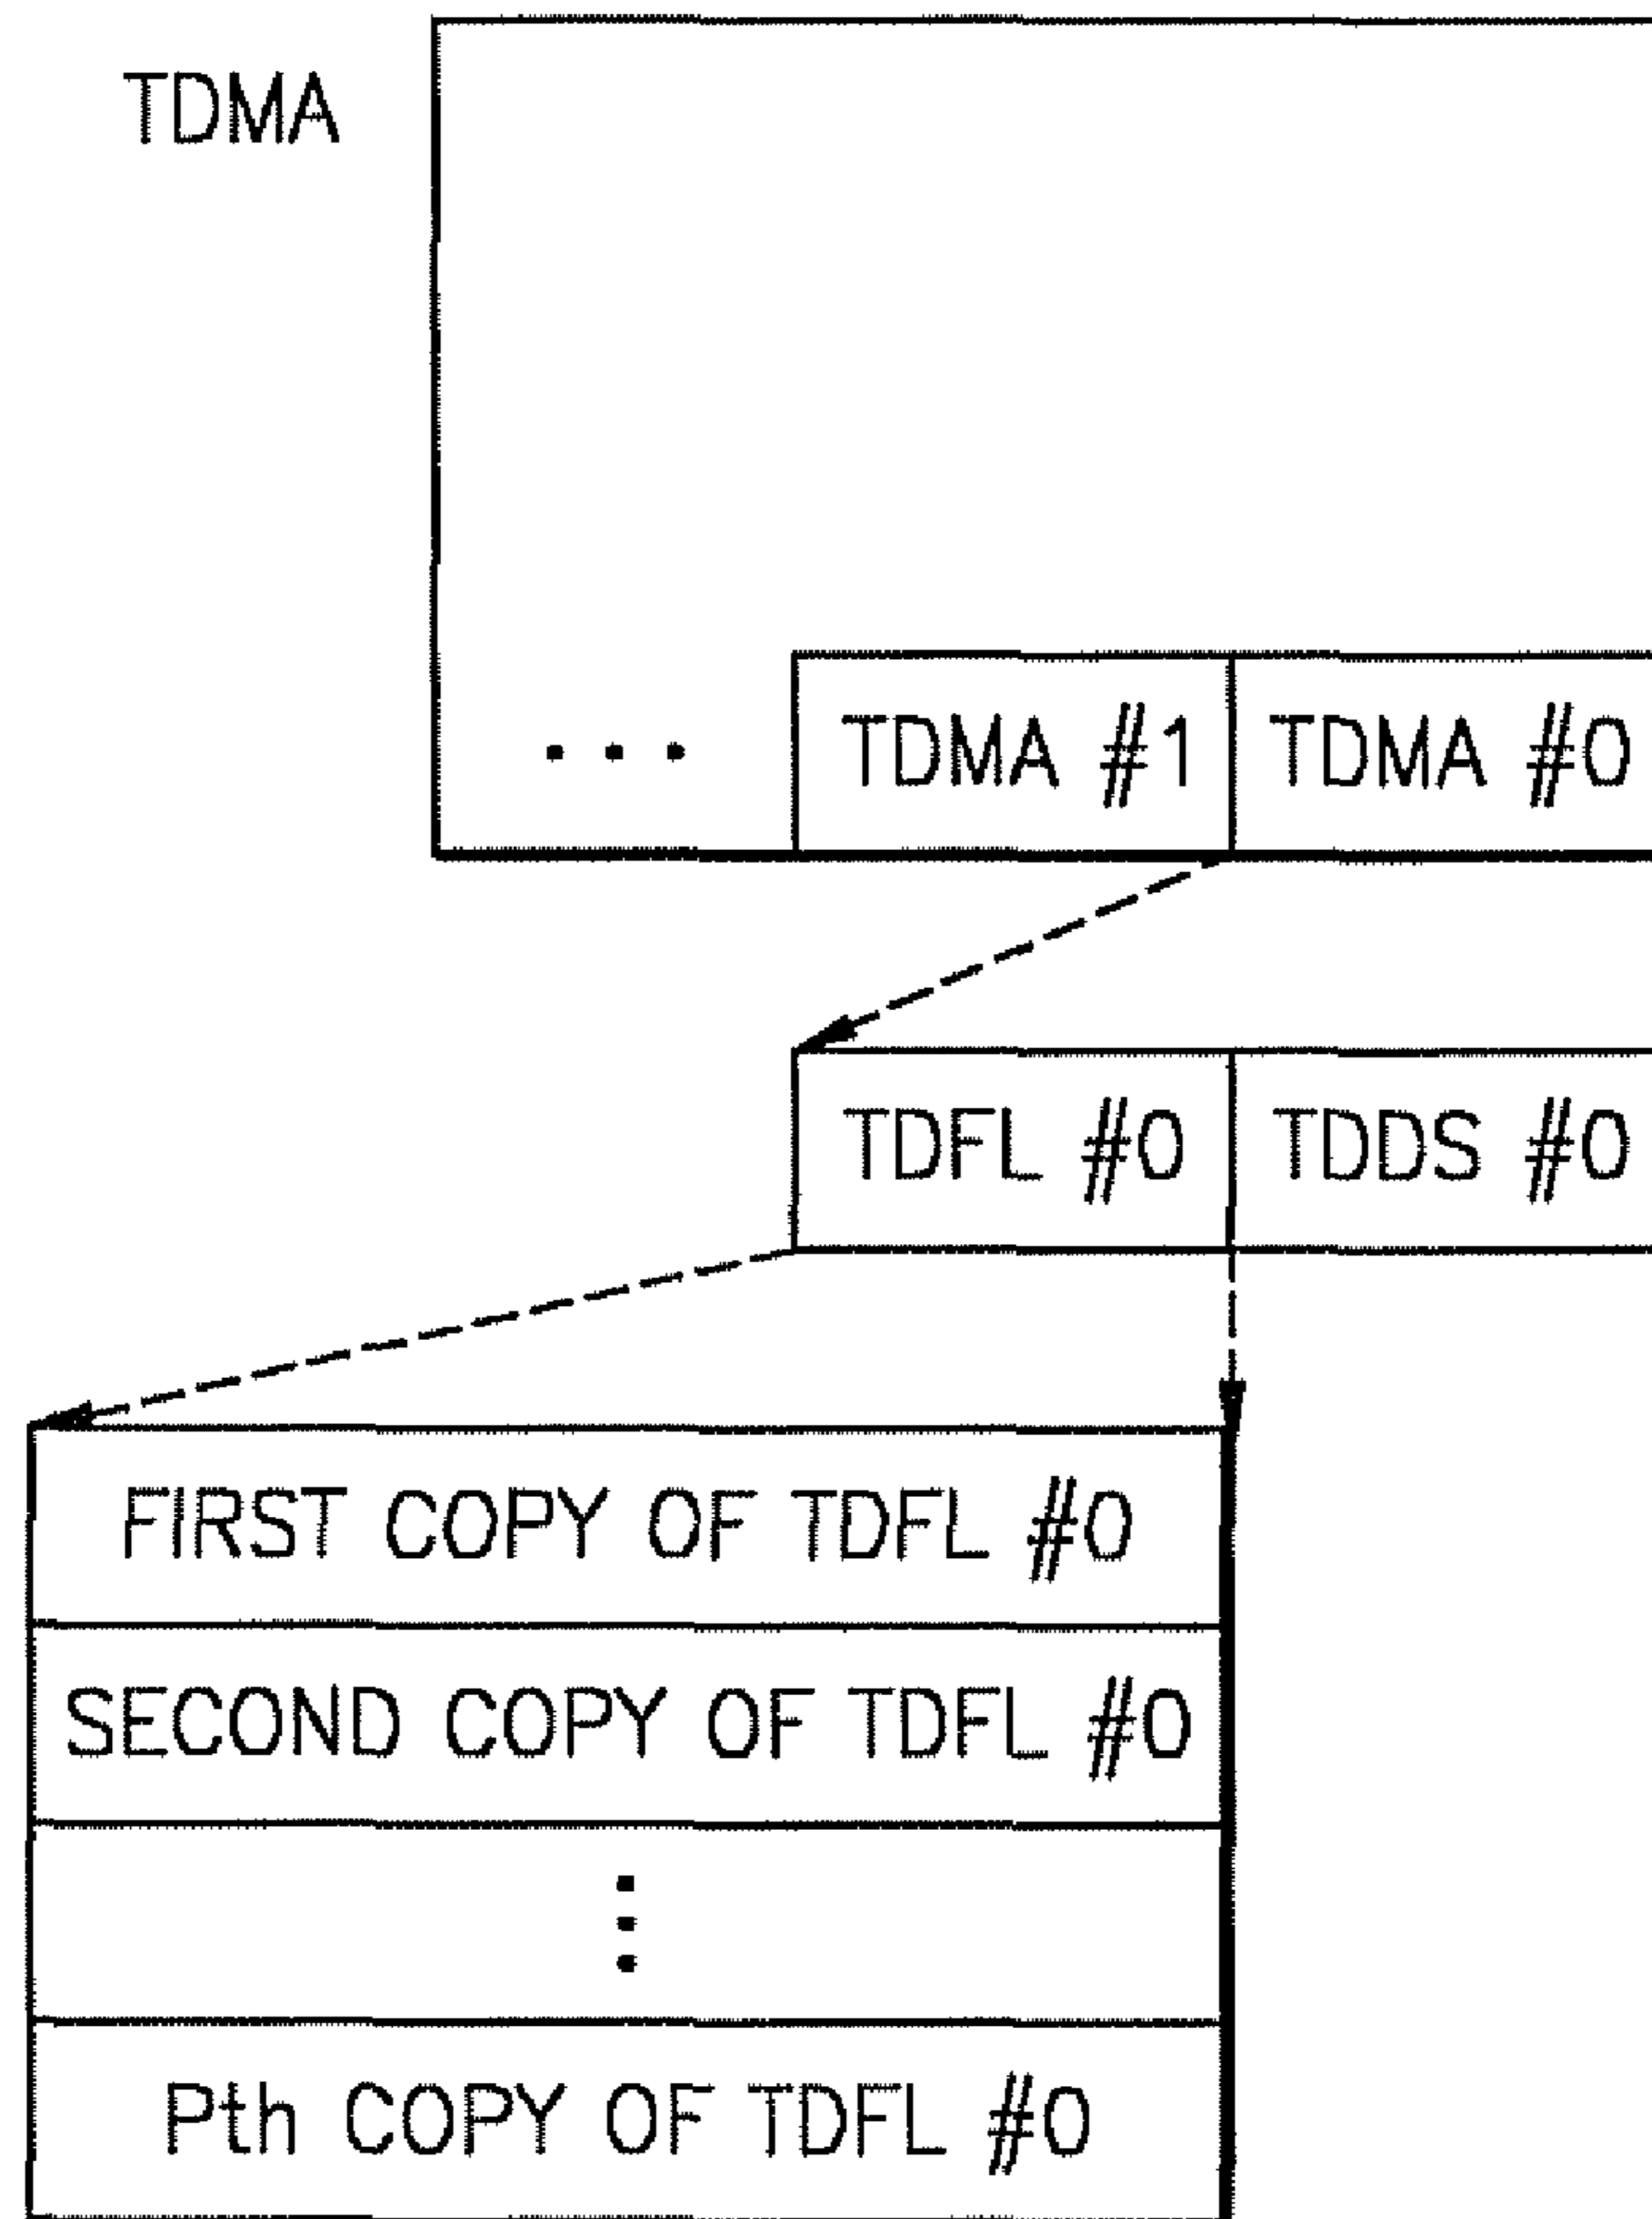 TDMA
... TDMA #1 TDMA #0
TDFL #0 TDDS #0
FIRST COPY OF TDFL #0
SECOND COPY OF TDFL #0
Pth COPY OF TDFL #0